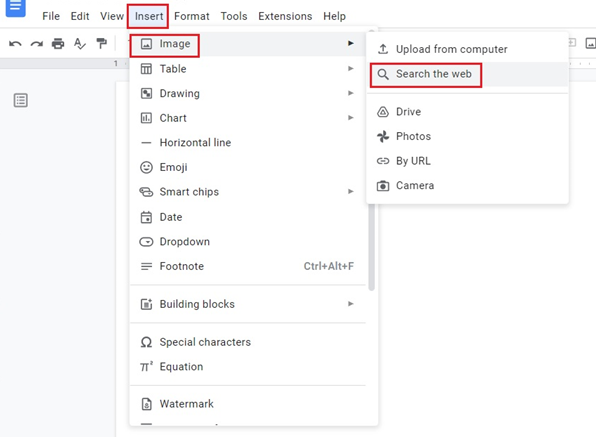 File Edit View Insert Format Tools Extensions Help
1
Image
Table
Drawing
Chart
Horizontal line
Emoji
Smart chips
Date
Dropdown
Footnote Ctrl+Alt+F
Building blocks
Special characters
Equation
Watermark
Upload from computer
Search the web
Drive
Photos
By URL
Camera